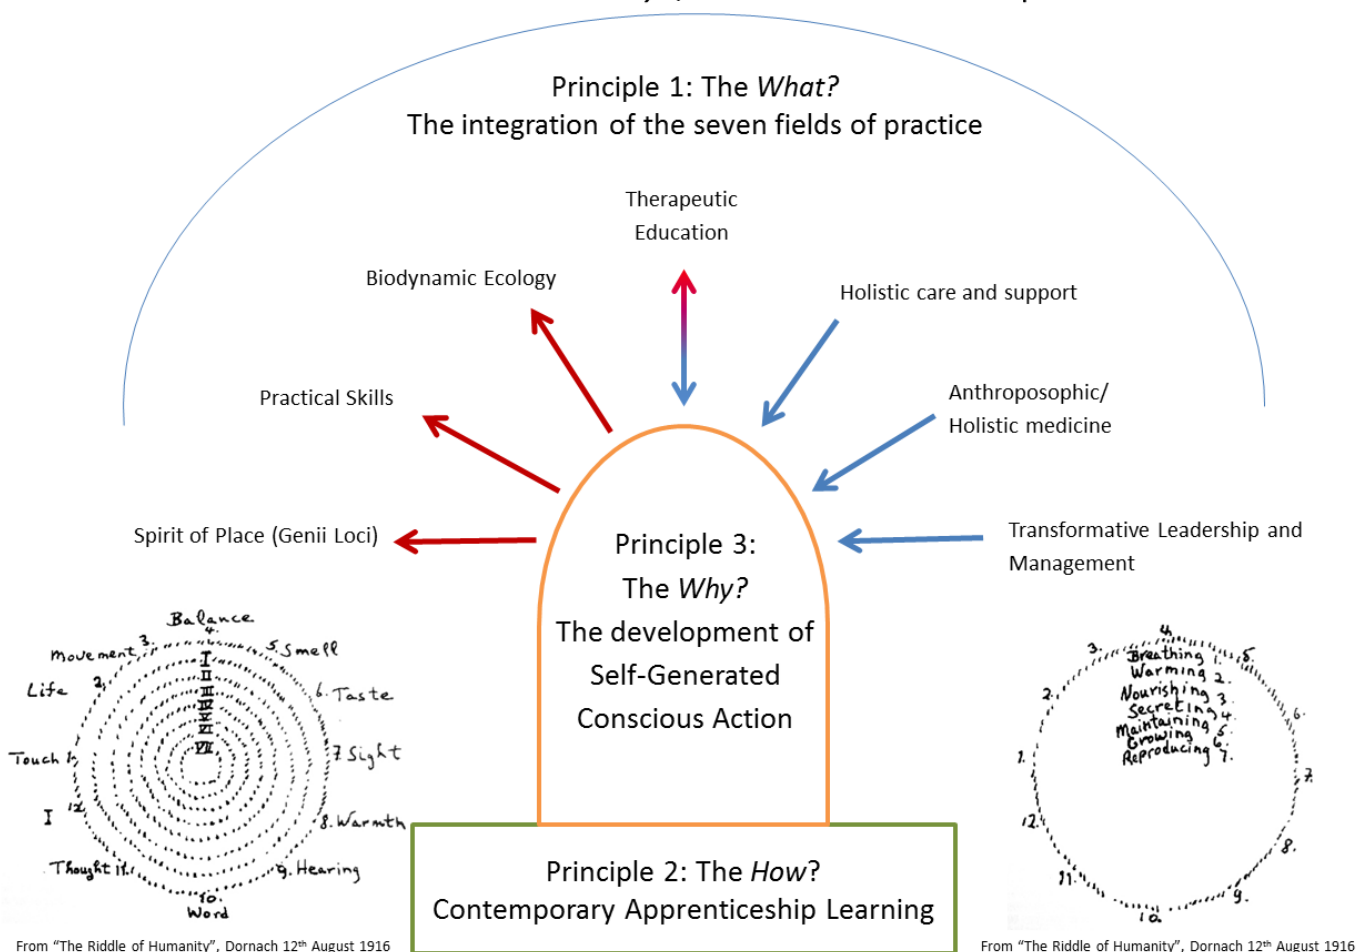 Principle 1: The What?
The integration of the seven fields of practice
Therapeutic
Education
Biodynamic Ecology
Holistic care and support
Practical Skills
Anthroposophic/
Holistic medicine
Spirit of Place (Genii Loci)
Transformative Leadership and
Management
Principle 3:
The Why?
The development of
Self-Generated
Conscious Action
Balance
4.
Movement 3.
5. Smell
Life 2.
6. Taste
Touch 1.
7. Sight
I 12.
8. Warmth
Thought 11.
9. Hearing
10.
Word
I
II
III
IV
V
VI
VII
4.
3.
5.
Breathing 1.
Warming 2.
2.
Nourishing 3.
6.
Secreting 4.
Maintaining 5.
Growing 6.
Reproducing 7.
1.
7.
12.
8.
11.
9.
10.
Principle 2: The How?
Contemporary Apprenticeship Learning
From "The Riddle of Humanity", Dornach 12th August 1916
From "The Riddle of Humanity", Dornach 12th August 1916